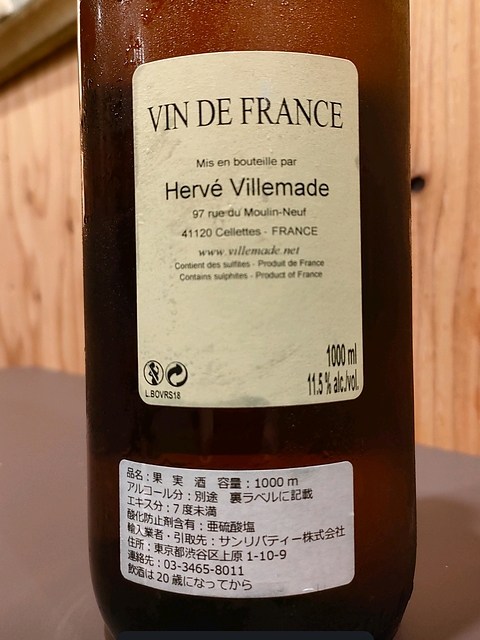 VIN DE FRANCE
Mis en bouteille par
Hervé Villemade
97 rue du Moulin-Neuf
41120 Cellettes - FRANCE
www.villemade.net
Contient des sulfites - Produit de France
Contains sulphites - Product of France
1000 ml
11.5 % alc./vol.
L.BOVRS18
品名：果 実 酒 容量：1000 m
アルコール分：別途 裏ラベルに記載
エキス分：7度未満
酸化防止剤含有：亜硫酸塩
輸入業者・引取先：サンリバティー株式会社
住所：東京都渋谷区上原 1-10-9
連絡先：03-3465-8011
飲酒は20歳になってから